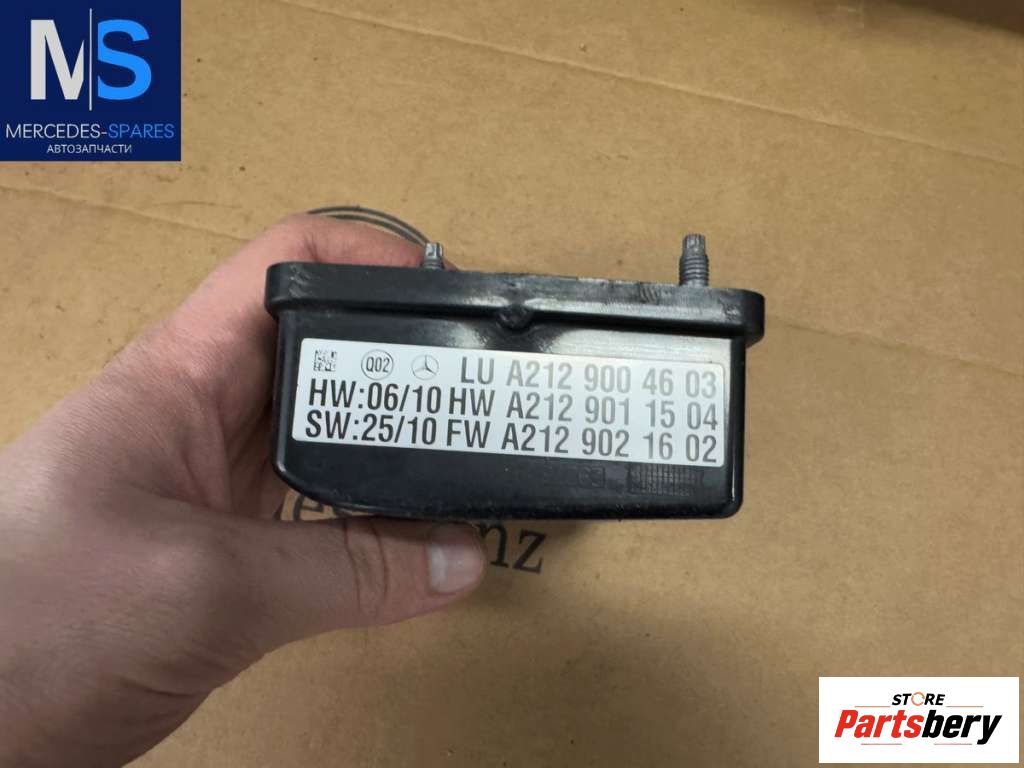 MS
MERCEDES-SPARES
АВТОЗАПЧАСТИ
Q02 LU A212 900 46 03
HW:06/10 HW A212 901 15 04
SW:25/10 FW A212 902 16 02
nz
STORE
Partsbery